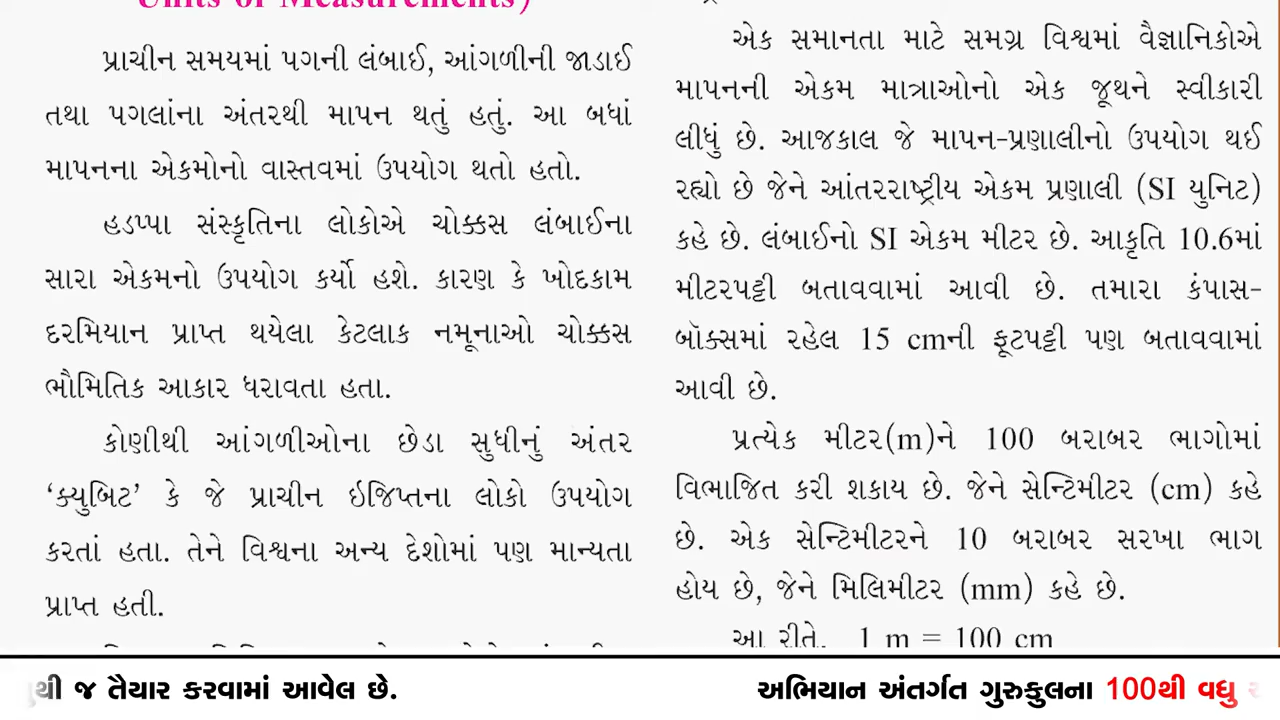 Units of Measurements)
પ્રાચીન સમયમાં પગની લંબાઈ, આંગળીની જાડાઈ
તથા પગલાંના અંતરથી માપન થતું હતું. આ બધાં
માપનના એકમોનો વાસ્તવમાં ઉપયોગ થતો હતો.
હડપ્પા સંસ્કૃતિના લોકોએ ચોક્કસ લંબાઈના
સારા એકમનો ઉપયોગ કર્યો હશે. કારણ કે ખોદકામ
દરમિયાન પ્રાપ્ત થયેલા કેટલાક નમૂનાઓ ચોક્કસ
ભૌમિતિક આકાર ધરાવતા હતા.
કોણીથી આંગળીઓના છેડા સુધીનું અંતર
‘ક્યુબિટ’ કે જે પ્રાચીન ઇજિપ્તના લોકો ઉપયોગ
કરતાં હતા. તેને વિશ્વના અન્ય દેશોમાં પણ માન્યતા
પ્રાપ્ત હતી.
એક સમાનતા માટે સમગ્ર વિશ્વમાં વૈજ્ઞાનિકોએ
માપનની એકમ માત્રાઓનો એક જૂથને સ્વીકારી
લીધું છે. આજકાલ જે માપન-પ્રણાલીનો ઉપયોગ થઈ
રહ્યો છે જેને આંતરરાષ્ટ્રીય એકમ પ્રણાલી (SI યુનિટ)
કહે છે. લંબાઈનો SI એકમ મીટર છે. આકૃતિ 10.6માં
મીટરપટ્ટી બતાવવામાં આવી છે. તમારા કંપાસ-
બૉક્સમાં રહેલ 15 cmની ફૂટપટ્ટી પણ બતાવવામાં
આવી છે.
પ્રત્યેક મીટર(m)ને 100 બરાબર ભાગોમાં
વિભાજિત કરી શકાય છે. જેને સેન્ટિમીટર (cm) કહે
છે. એક સેન્ટિમીટરને 10 બરાબર સરખા ભાગ
હોય છે, જેને મિલિમીટર (mm) કહે છે.
આ રીતે, 1 m = 100 cm
જ તૈયાર કરવામાં આવેલ છે.
અભિયાન અંતર્ગત ગુરુકુલના 100થી વધુ